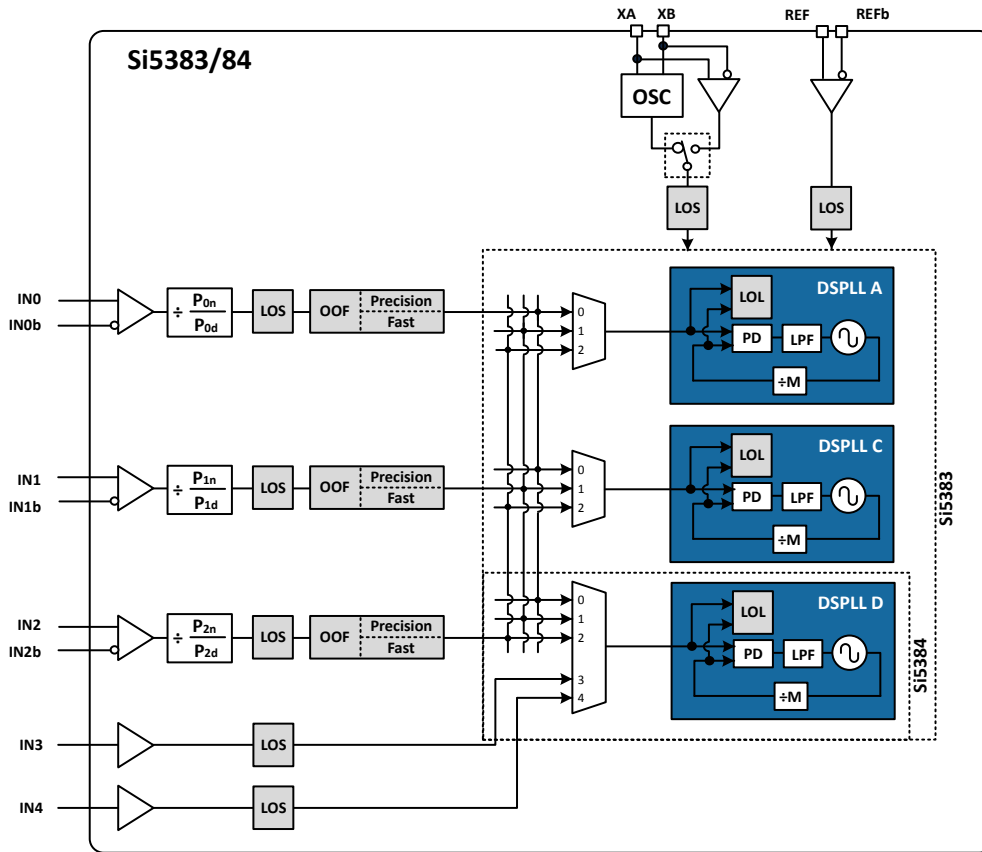 XA XB REF REFb
Si5383/84
OSC
LOS LOS
IN0
IN0b
÷ P0n / P0d
LOS
OOF
Precision
Fast
0
1
2
DSPLL A
LOL
PD
LPF
÷M
IN1
IN1b
÷ P1n / P1d
LOS
OOF
Precision
Fast
0
1
2
DSPLL C
LOL
PD
LPF
÷M
Si5383
IN2
IN2b
÷ P2n / P2d
LOS
OOF
Precision
Fast
0
1
2
3
4
DSPLL D
LOL
PD
LPF
÷M
Si5384
IN3
LOS
IN4
LOS